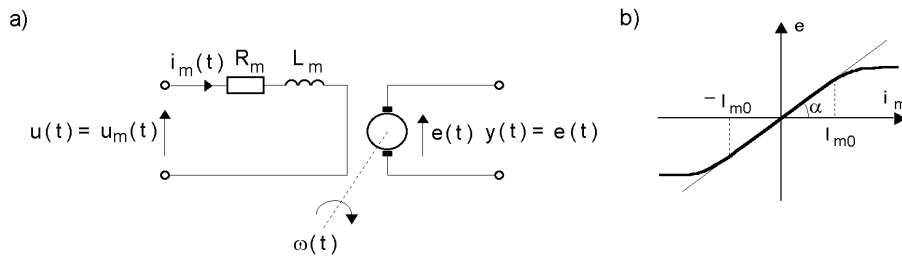 a)
i_m(t) R_m L_m
u(t) = u_m(t)
e(t) y(t) = e(t)
ω(t)
b)
e
− I_m0
α
i_m
I_m0